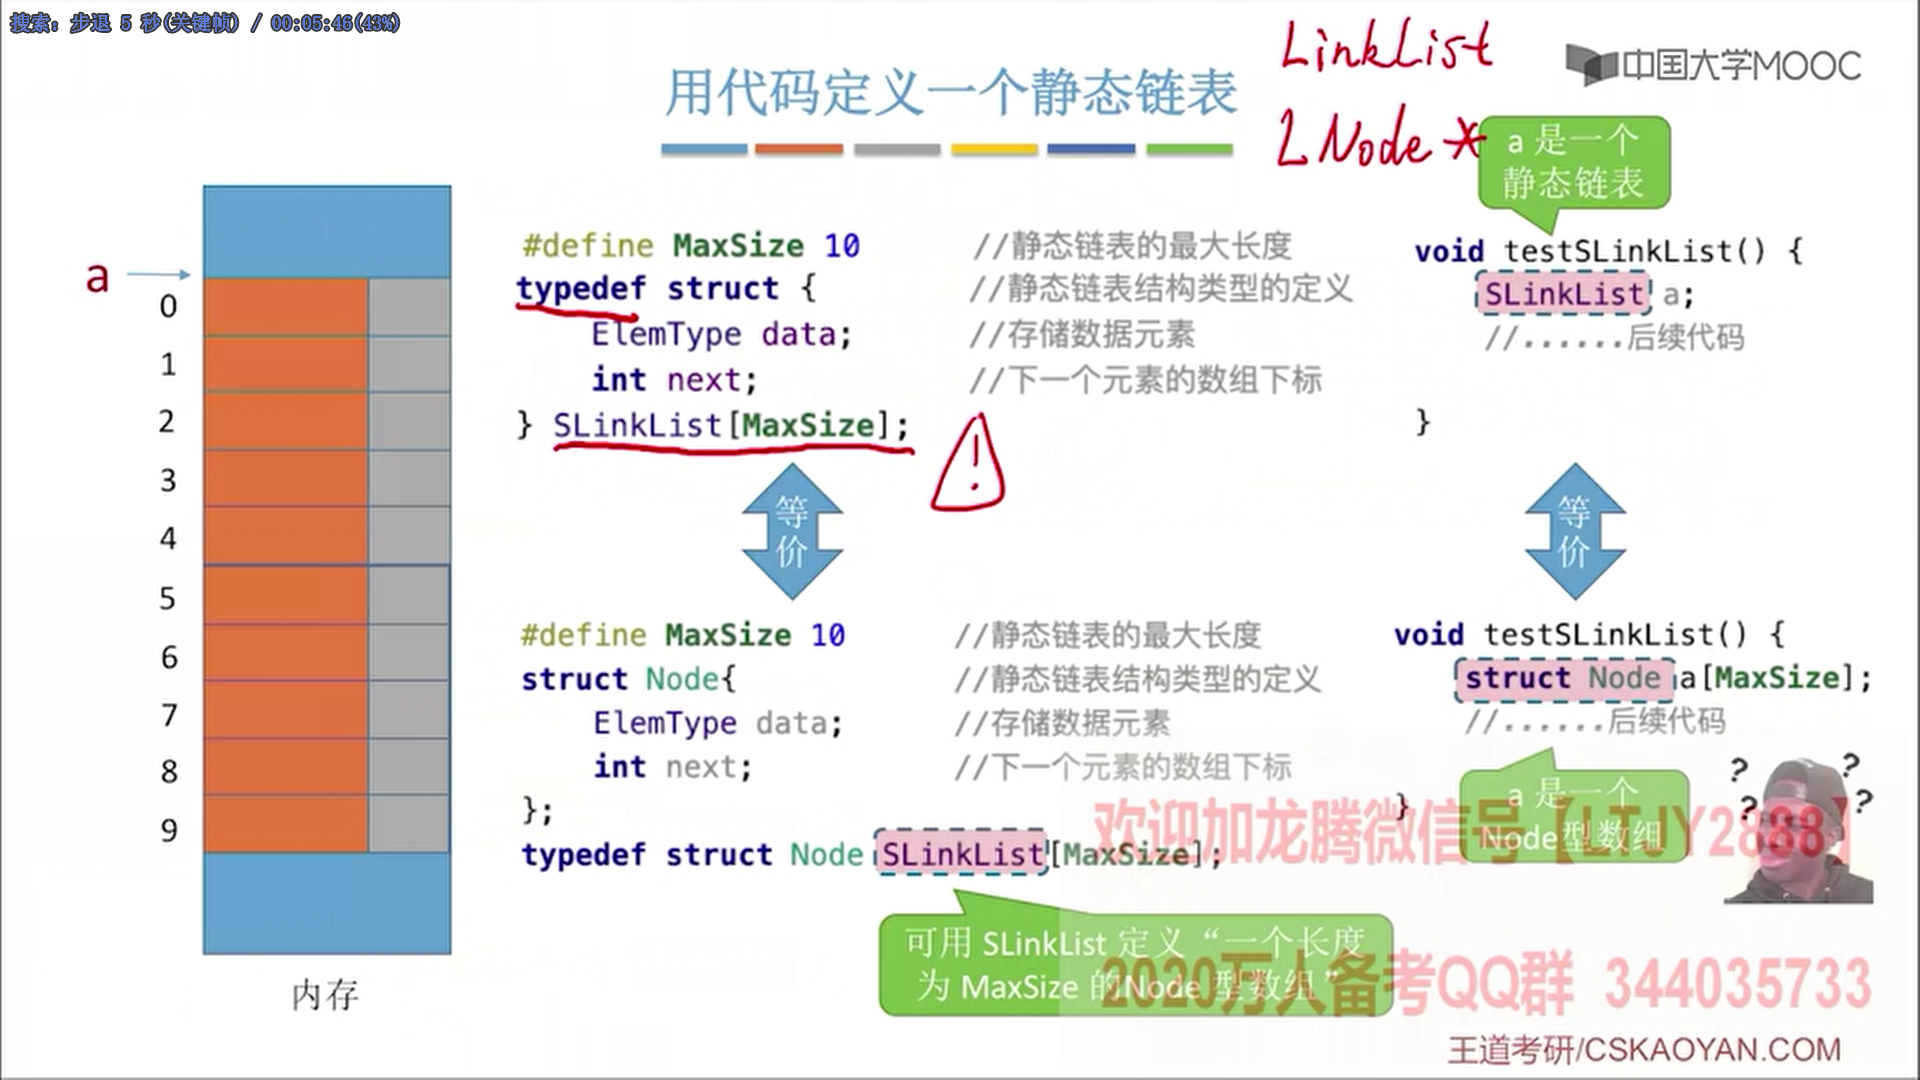 搜索: 步退 5 秒(关键帧) / 00:05:46(43%)
LinkList
LNode *
中国大学MOOC
用代码定义一个静态链表
a 是一个
静态链表
a
0
1
2
3
4
5
6
7
8
9
内存
#define MaxSize 10 //静态链表的最大长度
typedef struct { //静态链表结构类型的定义
ElemType data; //存储数据元素
int next; //下一个元素的数组下标
} SLinkList[MaxSize];
!
void testSLinkList() {
SLinkList a;
//......后续代码
}
等
价
等
价
#define MaxSize 10 //静态链表的最大长度
struct Node{ //静态链表结构类型的定义
ElemType data; //存储数据元素
int next; //下一个元素的数组下标
};
typedef struct Node SLinkList[MaxSize];
void testSLinkList() {
struct Node a[MaxSize];
//......后续代码
}
a 是一个
Node型数组
? ? ? ?
欢迎加龙腾微信号【LTJY2888】
可用 SLinkList 定义“一个长度
为 MaxSize 的Node 型数组”
2020万人备考QQ群 344035733
王道考研/CSKAOYAN.COM